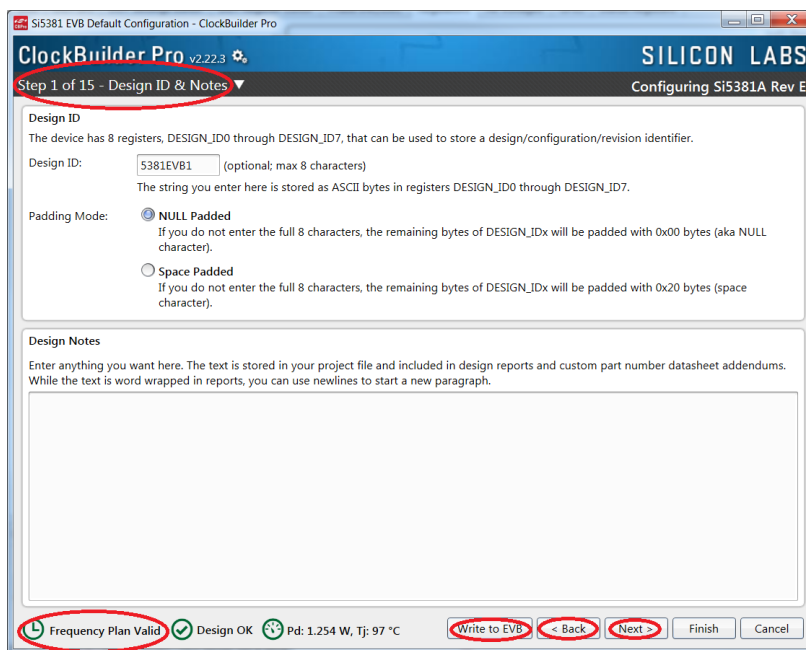 Si5381 EVB Default Configuration - ClockBuilder Pro
ClockBuilder Pro v2.22.3
SILICON LABS
Step 1 of 15 - Design ID & Notes ▼
Configuring Si5381A Rev E
Design ID
The device has 8 registers, DESIGN_ID0 through DESIGN_ID7, that can be used to store a design/configuration/revision identifier.
Design ID: 5381EVB1 (optional; max 8 characters)
The string you enter here is stored as ASCII bytes in registers DESIGN_ID0 through DESIGN_ID7.
Padding Mode: NULL Padded
If you do not enter the full 8 characters, the remaining bytes of DESIGN_IDx will be padded with 0x00 bytes (aka NULL
character).
Space Padded
If you do not enter the full 8 characters, the remaining bytes of DESIGN_IDx will be padded with 0x20 bytes (space
character).
Design Notes
Enter anything you want here. The text is stored in your project file and included in design reports and custom part number datasheet addendums.
While the text is word wrapped in reports, you can use newlines to start a new paragraph.
Frequency Plan Valid Design OK Pd: 1.254 W, Tj: 97 °C Write to EVB < Back Next > Finish Cancel